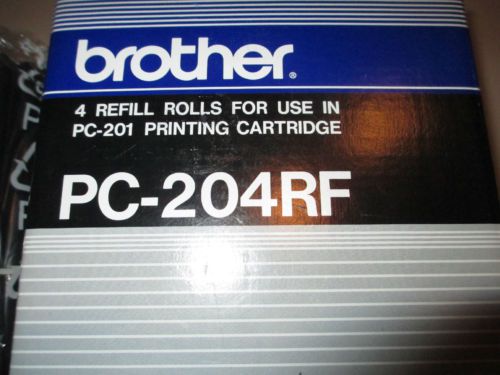 brother®
4 REFILL ROLLS FOR USE IN
PC-201 PRINTING CARTRIDGE
PC-204RF